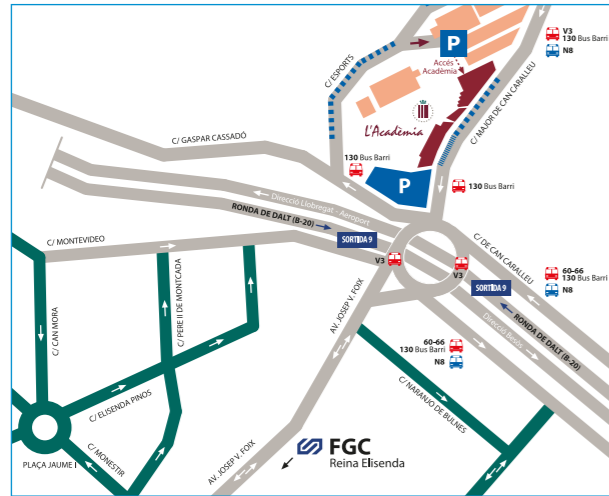 V3
130 Bus Barri
N8
P
Accés
Acadèmia
C/ ESPORTS
L'Acadèmia
C/ MAJOR DE CAN CARALLEU
C/ GASPAR CASSADÓ
130 Bus Barri
P
130 Bus Barri
Direcció Llobregat - Aeroport
RONDA DE DALT (B-20)
SORTIDA 9
C/ MONTEVIDEO
V3
V3
C/ DE CAN CARALLEU
60-66
130 Bus Barri
N8
SORTIDA 9
RONDA DE DALT (B-20)
Direcció Besòs
C/ CAN MORA
C/ PERE II DE MONTCADA
AV. JOSEP V. FOIX
60-66
130 Bus Barri
N8
C/ NARANJO DE BULNES
C/ ELISENDA PINOS
C/ MONESTIR
PLAÇA JAUME I
AV. JOSEP V. FOIX
FGC
Reina Elisenda